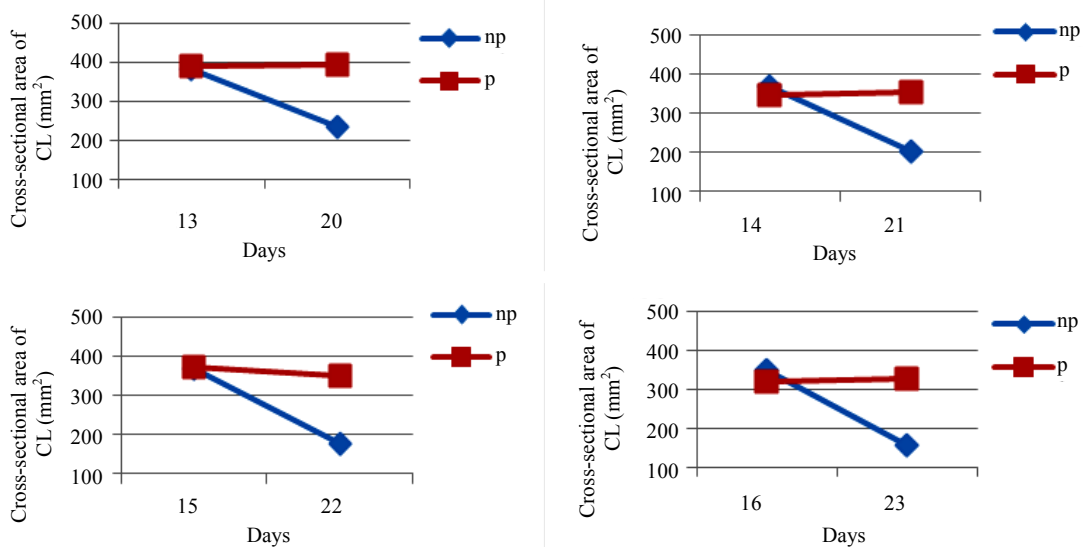 Cross-sectional area of
CL (mm²)
500
400
300
200
100
13 20
Days
np
p
Cross-sectional area of
CL (mm²)
500
400
300
200
100
14 21
Days
np
p
Cross-sectional area of
CL (mm²)
500
400
300
200
100
15 22
Days
np
p
Cross-sectional area of
CL (mm²)
500
400
300
200
100
16 23
Days
np
p